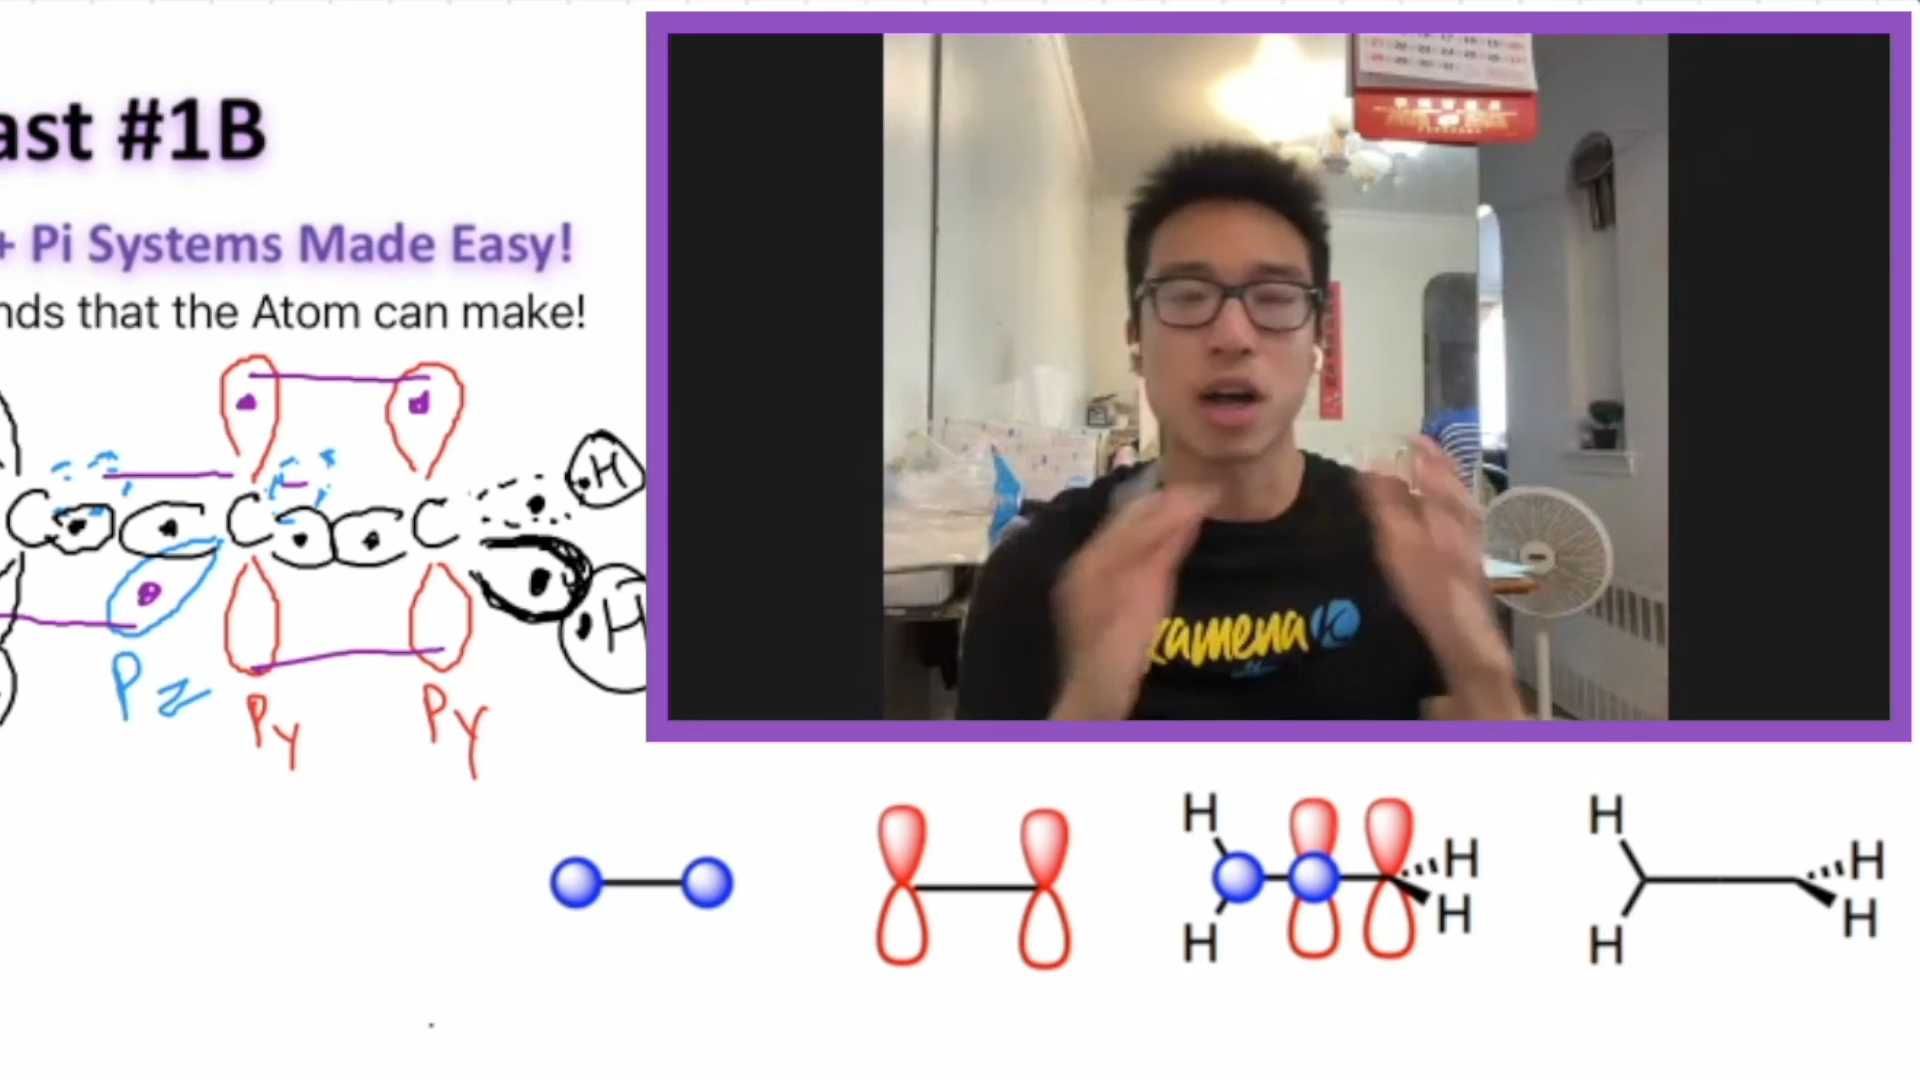 ast #1B
+ Pi Systems Made Easy!
nds that the Atom can make!
H
C C C
H
Pz
Py Py
kamena K
H H
H H
H H
H H